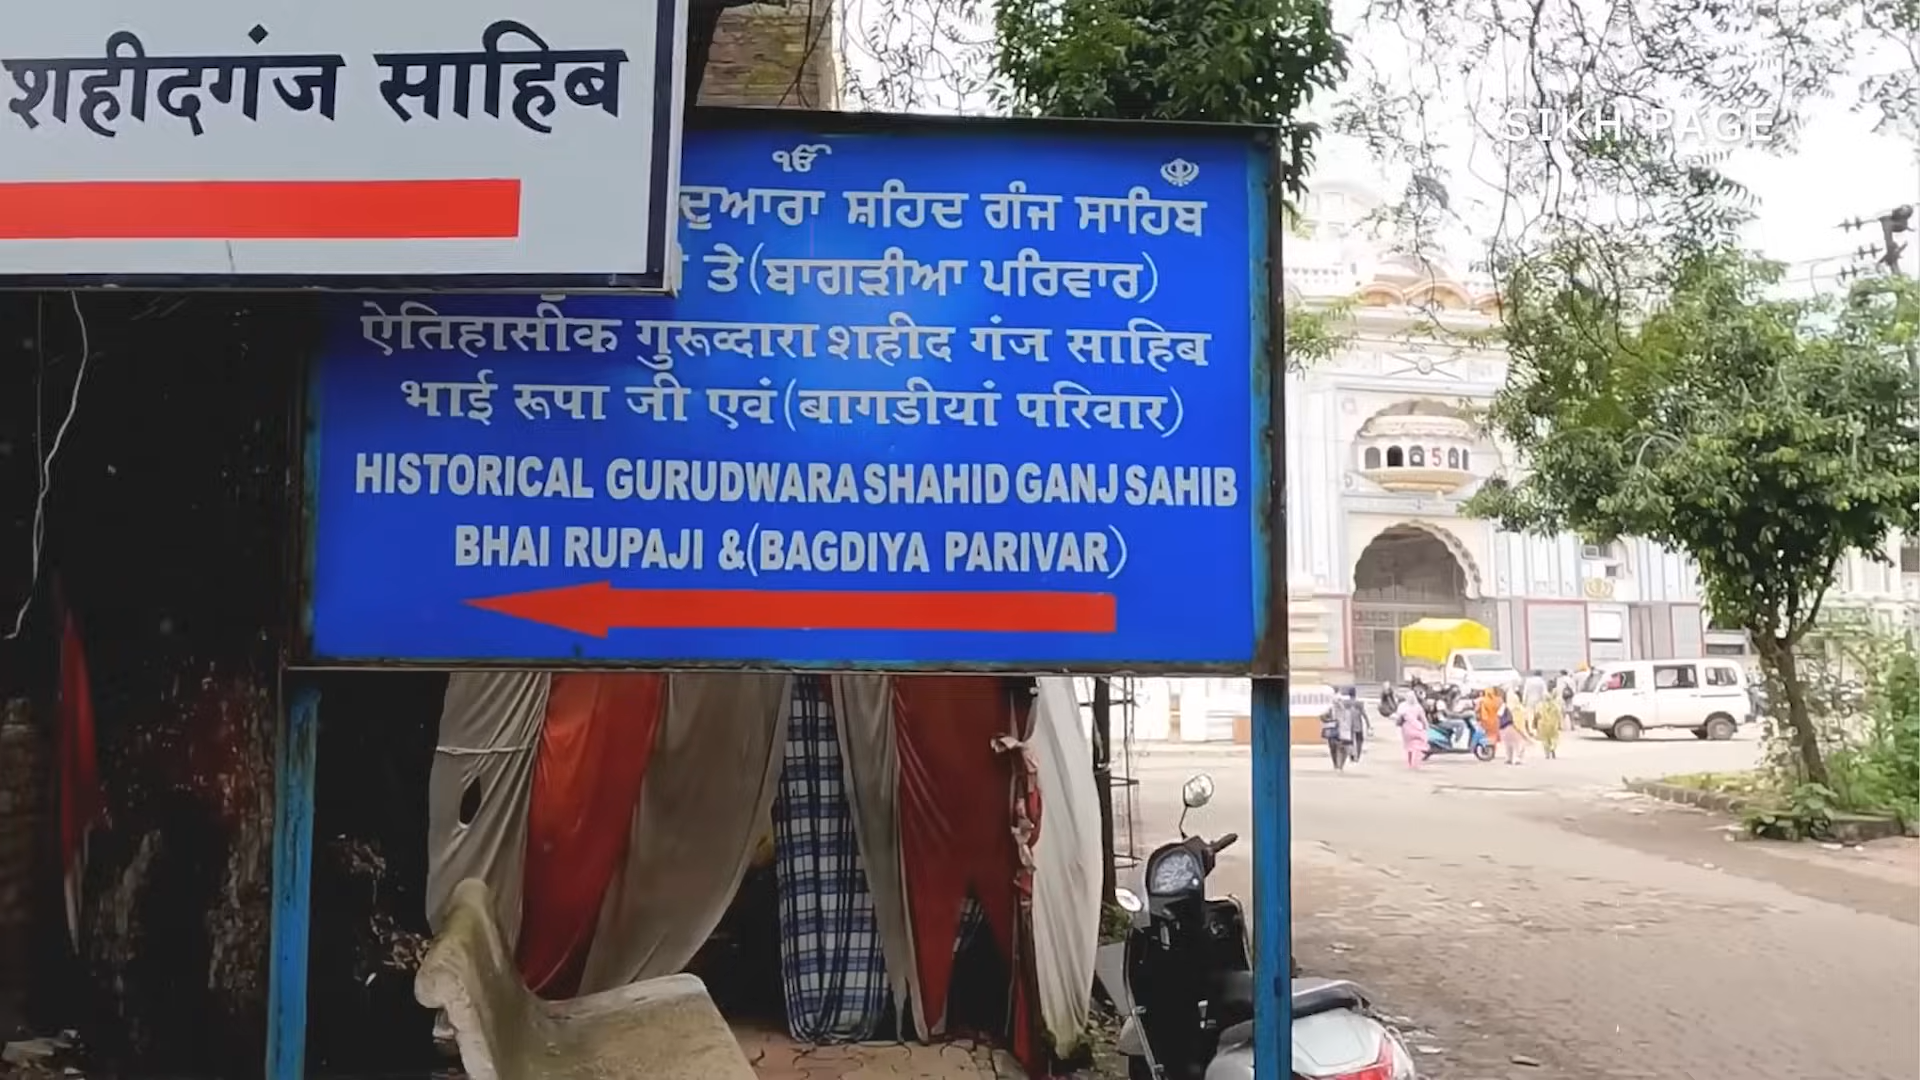 शहीदगंज साहिब
SIKH PAGE
ੴ
ਸ਼ਹਿਦ ਗੰਜ ਸਾਹਿਬ
ਤੇ (ਬਾਗੜੀਆ ਪਰਿਵਾਰ)
ऐतिहासीक गुरूव्दारा शहीद गंज साहिब
भाई रूपा जी एवं (बागडीयां परिवार)
HISTORICAL GURUDWARA SHAHID GANJ SAHIB
BHAI RUPAJI & (BAGDIYA PARIVAR)
5